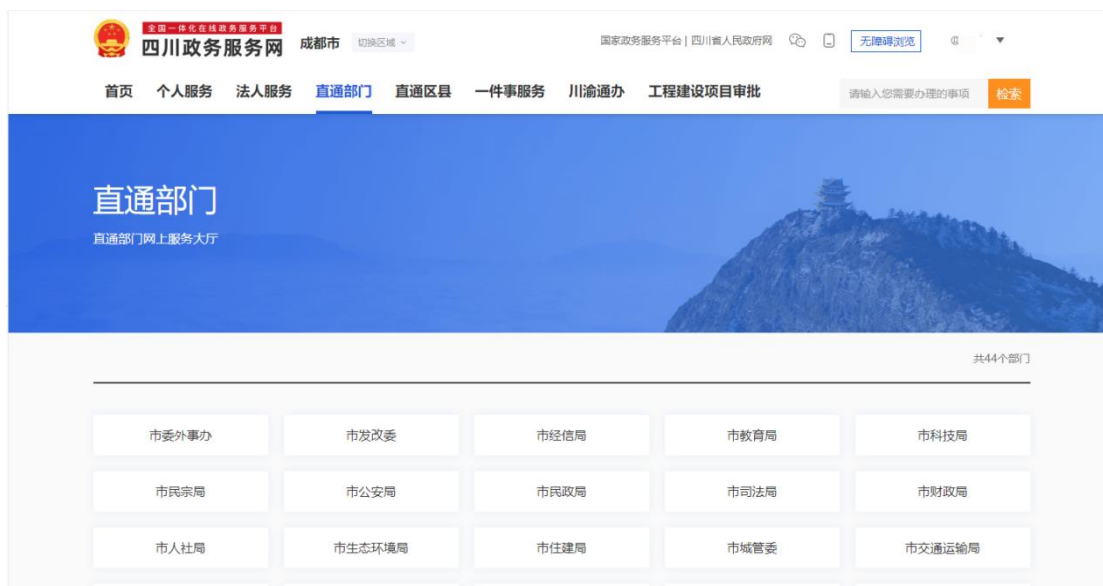 全国一体化在线政务服务平台
四川政务服务网 成都市 切换区域
国家政务服务平台 | 四川省人民政府网 无障碍浏览
首页 个人服务 法人服务 直通部门 直通区县 一件事服务 川渝通办 工程建设项目审批 请输入您需要办理的事项 检索
直通部门
直通部门网上服务大厅
共44个部门
市委外事办 市发改委 市经信局 市教育局 市科技局
市民宗局 市公安局 市民政局 市司法局 市财政局
市人社局 市生态环境局 市住建局 市城管委 市交通运输局